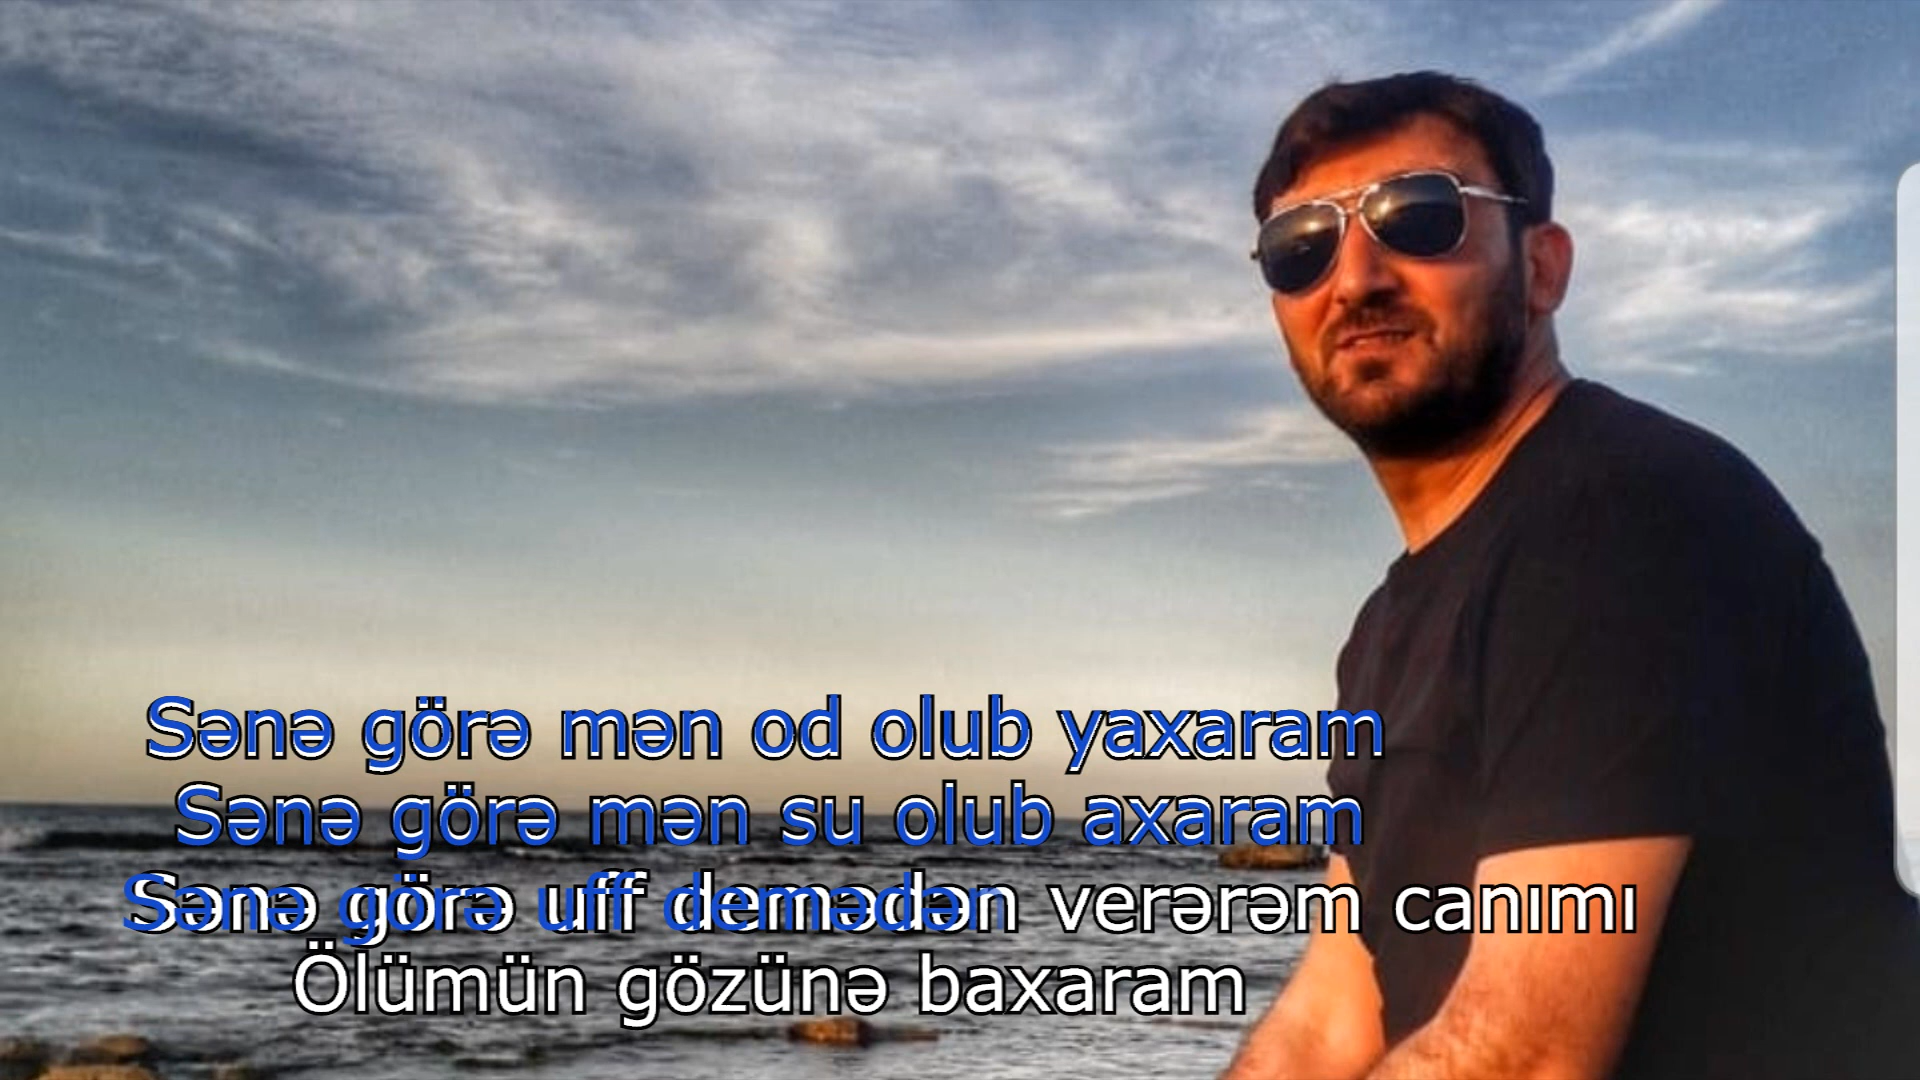 Sənə görə mən od olub yaxaram
Sənə görə mən su olub axaram
Sənə görə uff demədən verərəm canımı
Ölümün gözünə baxaram